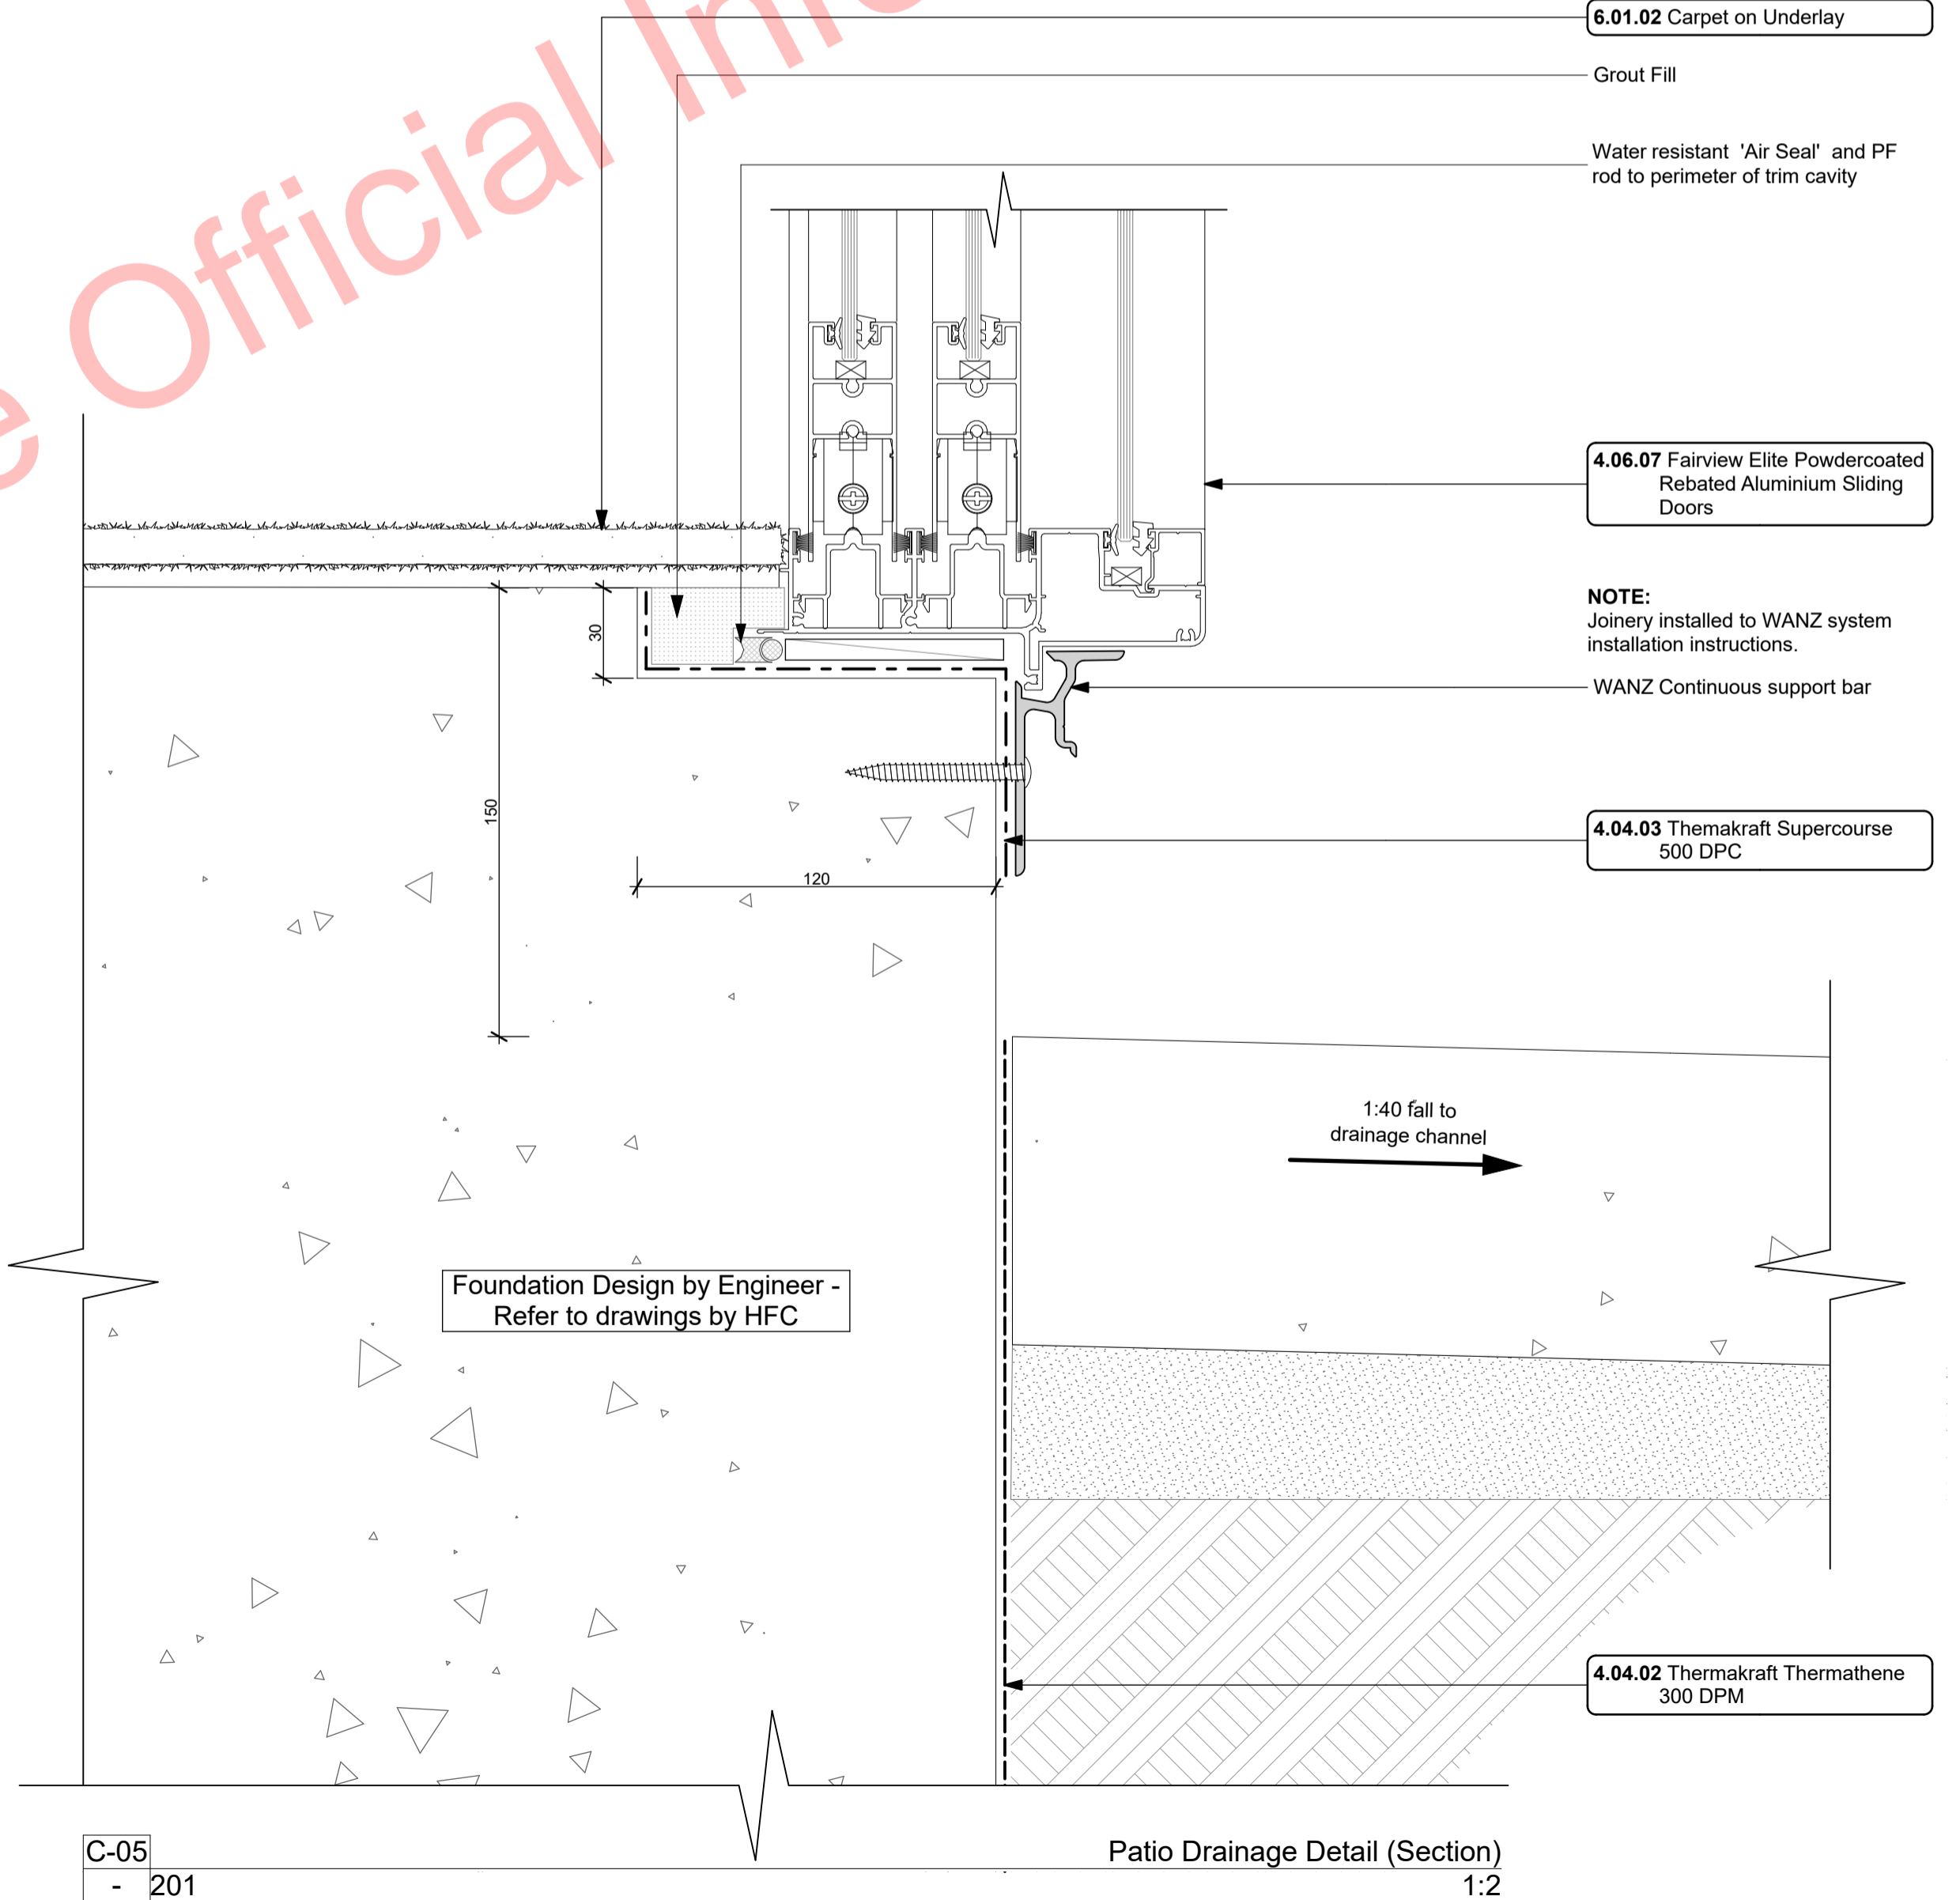 e Official Inf
6.01.02 Carpet on Underlay
Grout Fill
Water resistant 'Air Seal' and PF
rod to perimeter of trim cavity
4.06.07 Fairview Elite Powdercoated
Rebated Aluminium Sliding
Doors
NOTE:
Joinery installed to WANZ system
installation instructions.
WANZ Continuous support bar
30
150
120
4.04.03 Themakraft Supercourse
500 DPC
1:40 fall to
drainage channel
Foundation Design by Engineer -
Refer to drawings by HFC
4.04.02 Thermakraft Thermathene
300 DPM
C-05
Patio Drainage Detail (Section)
- 201
1:2